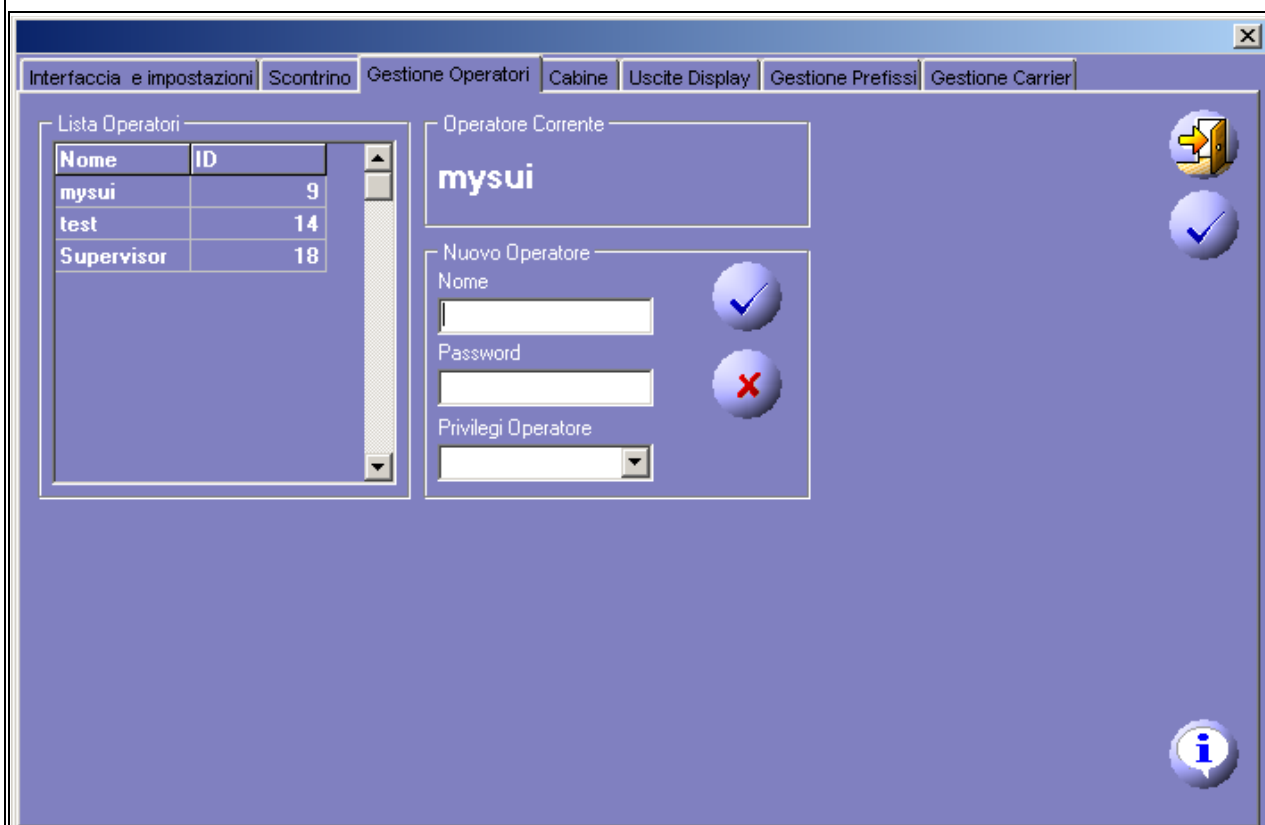 Interfaccia e impostazioni Scontrino Gestione Operatori Cabine Uscite Display Gestione Prefissi Gestione Carrier
Lista Operatori
Nome ID
mysui 9
test 14
Supervisor 18
Operatore Corrente
mysui
Nuovo Operatore
Nome
Password
Privilegi Operatore